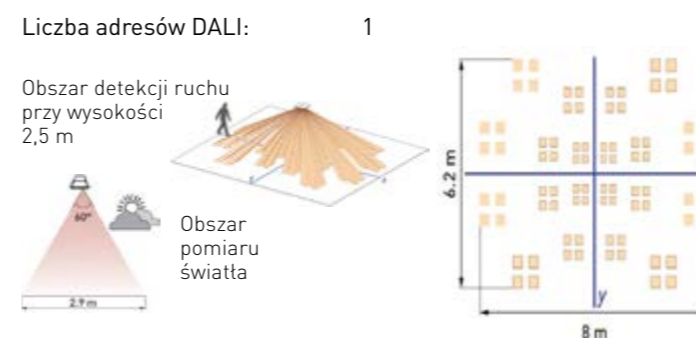 Liczba adresów DALI: 1
Obszar detekcji ruchu
przy wysokości
2,5 m
60°
Obszar
pomiaru
światła
2.9 m
6.2 m
y
8 m